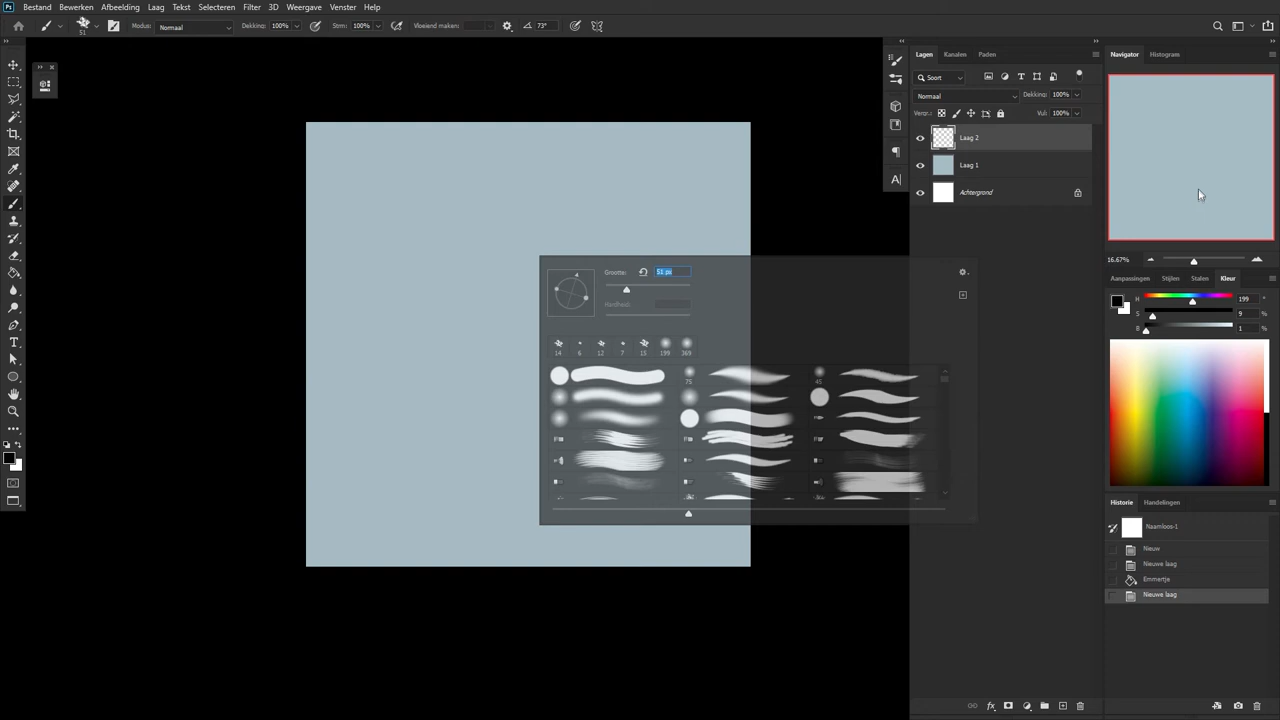 Ps Bestand Bewerken Afbeelding Laag Tekst Selecteren Filter 3D Weergave Venster Help
51 Modus: Normaal Dekking: 100% Strm: 100% Vloeiend maken: 73°
Lagen Kanalen Paden
Soort
Normaal Dekking: 100%
Vergr.: Vul: 100%
Laag 2
Laag 1
Achtergrond
Navigator Histogram
16.67%
Aanpassingen Stijlen Stalen Kleur
H 199 °
S 9 %
B 1 %
Historie Handelingen
Naamloos-1
Nieuw
Nieuwe laag
Emmertje
Nieuwe laag
Grootte: 51 px
Hardheid:
14 6 12 7 15 199 369
75 45